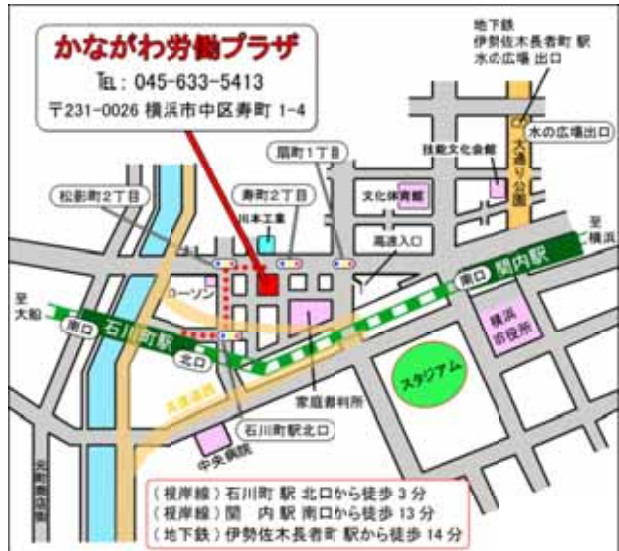 かながわ労働プラザ
℡: 045-633-5413
〒231-0026 横浜市中区寿町 1-4
地下鉄
伊勢佐木長者町 駅
水の広場 出口
水の広場出口
大通り公園
技能文化会館
扇町1丁目
文化体育館
松影町2丁目
寿町2丁目
川本工業
高速入口
至
横浜
関内駅
南口
ローソン
至
大船
南口
石川町駅
北口
横浜
市役所
スタジアム
家庭裁判所
石川町駅北口
中央病院
元町商店街
(根岸線) 石川町 駅 北口から徒歩 3 分
(根岸線) 関 内 駅 南口から徒歩 13 分
(地下鉄) 伊勢佐木長者町 駅から徒歩 14 分